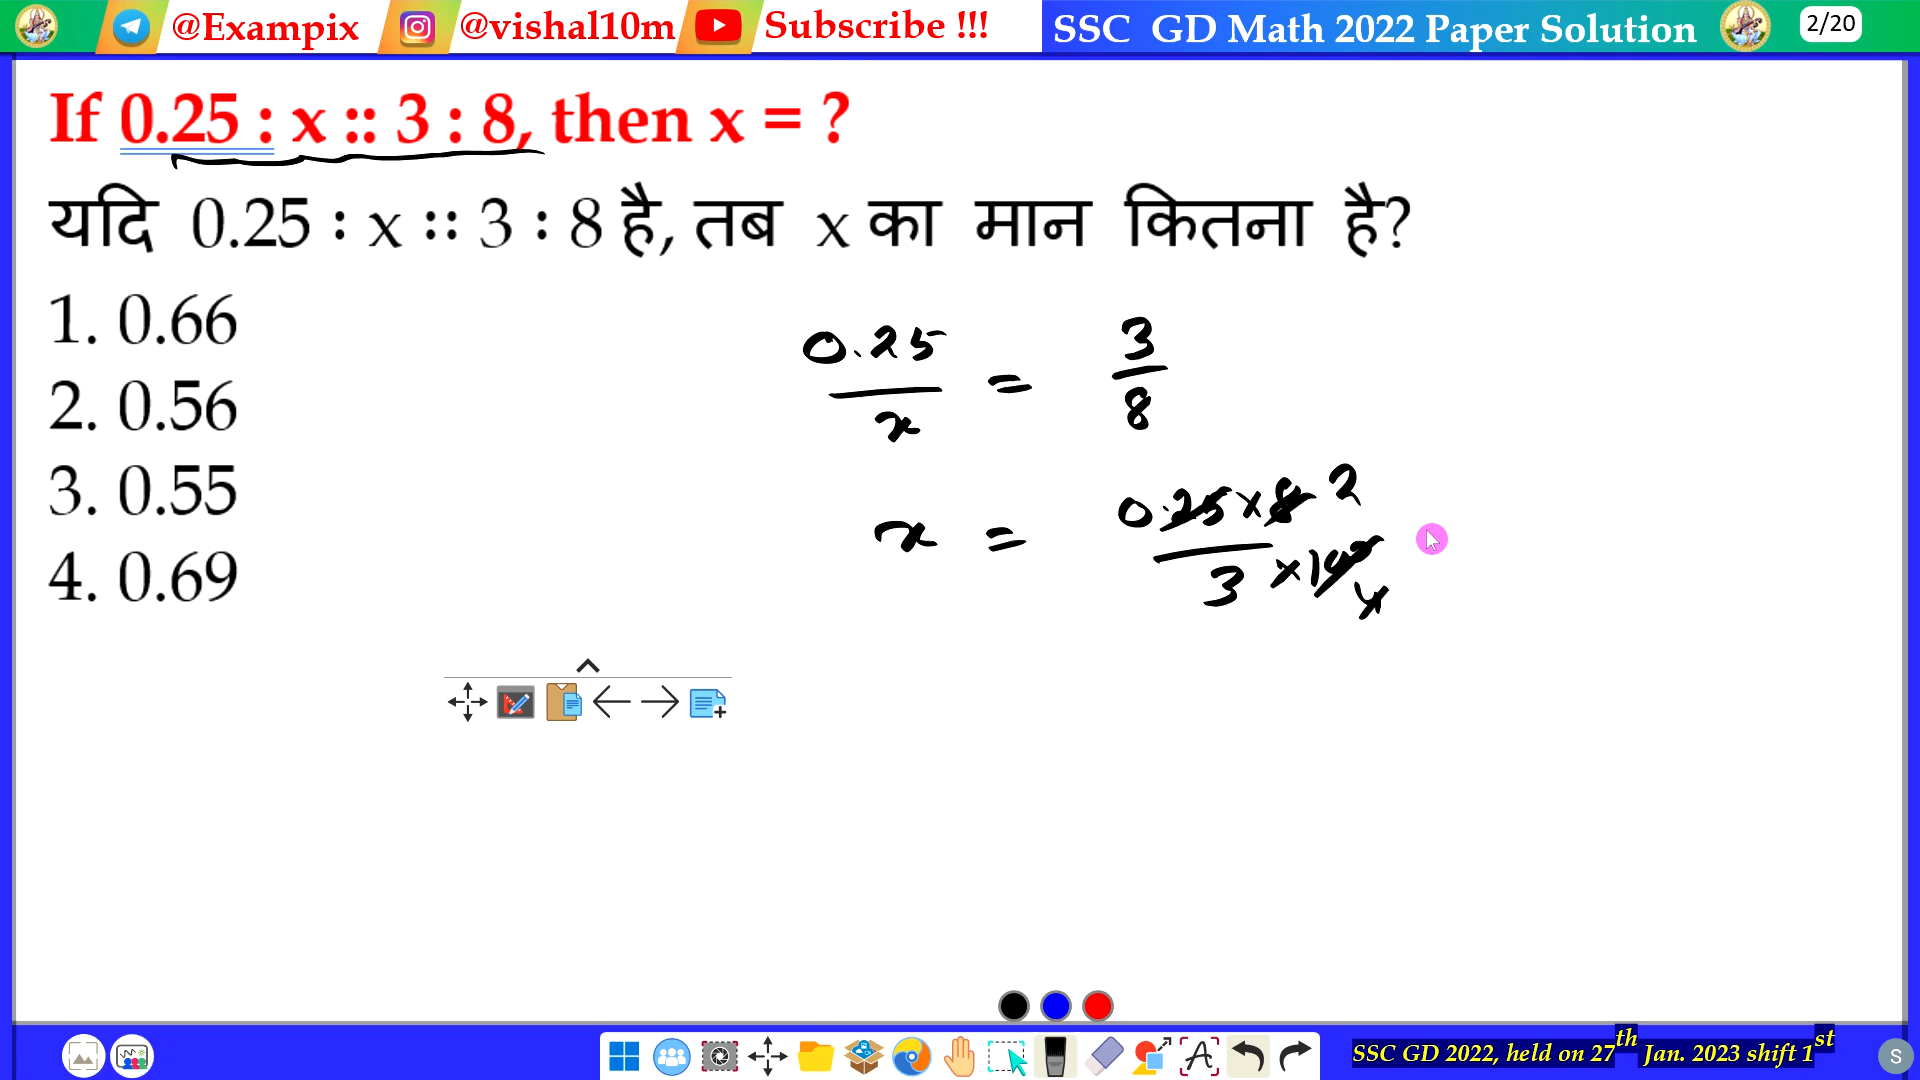 @Exampix @vishal10m Subscribe !!! SSC GD Math 2022 Paper Solution 2/20
If 0.25 : x :: 3 : 8, then x = ?
यदि 0.25 : x :: 3 : 8 है, तब x का मान कितना है?
1. 0.66
2. 0.56
3. 0.55
4. 0.69
0.25 / x = 3 / 8
x = 0.25 x 8 2 / 3 x 100 4
SSC GD 2022, held on 27th Jan. 2023 shift 1st
S